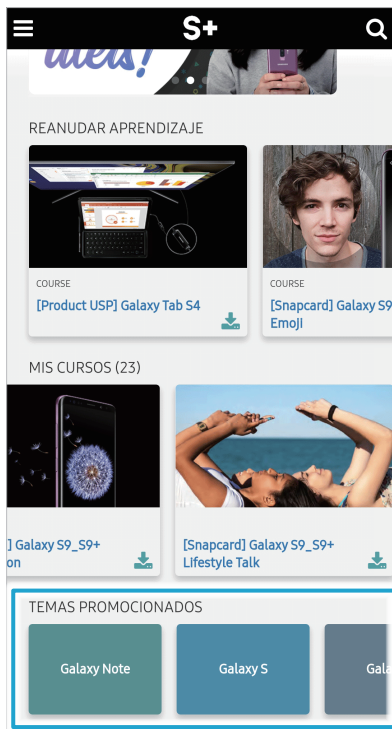 S+
REANUDAR APRENDIZAJE
COURSE
[Product USP] Galaxy Tab S4
COURSE
[Snapcard] Galaxy S9
Emoji
MIS CURSOS (23)
] Galaxy S9_S9+
on
[Snapcard] Galaxy S9_S9+
Lifestyle Talk
TEMAS PROMOCIONADOS
Galaxy Note
Galaxy S
Gala